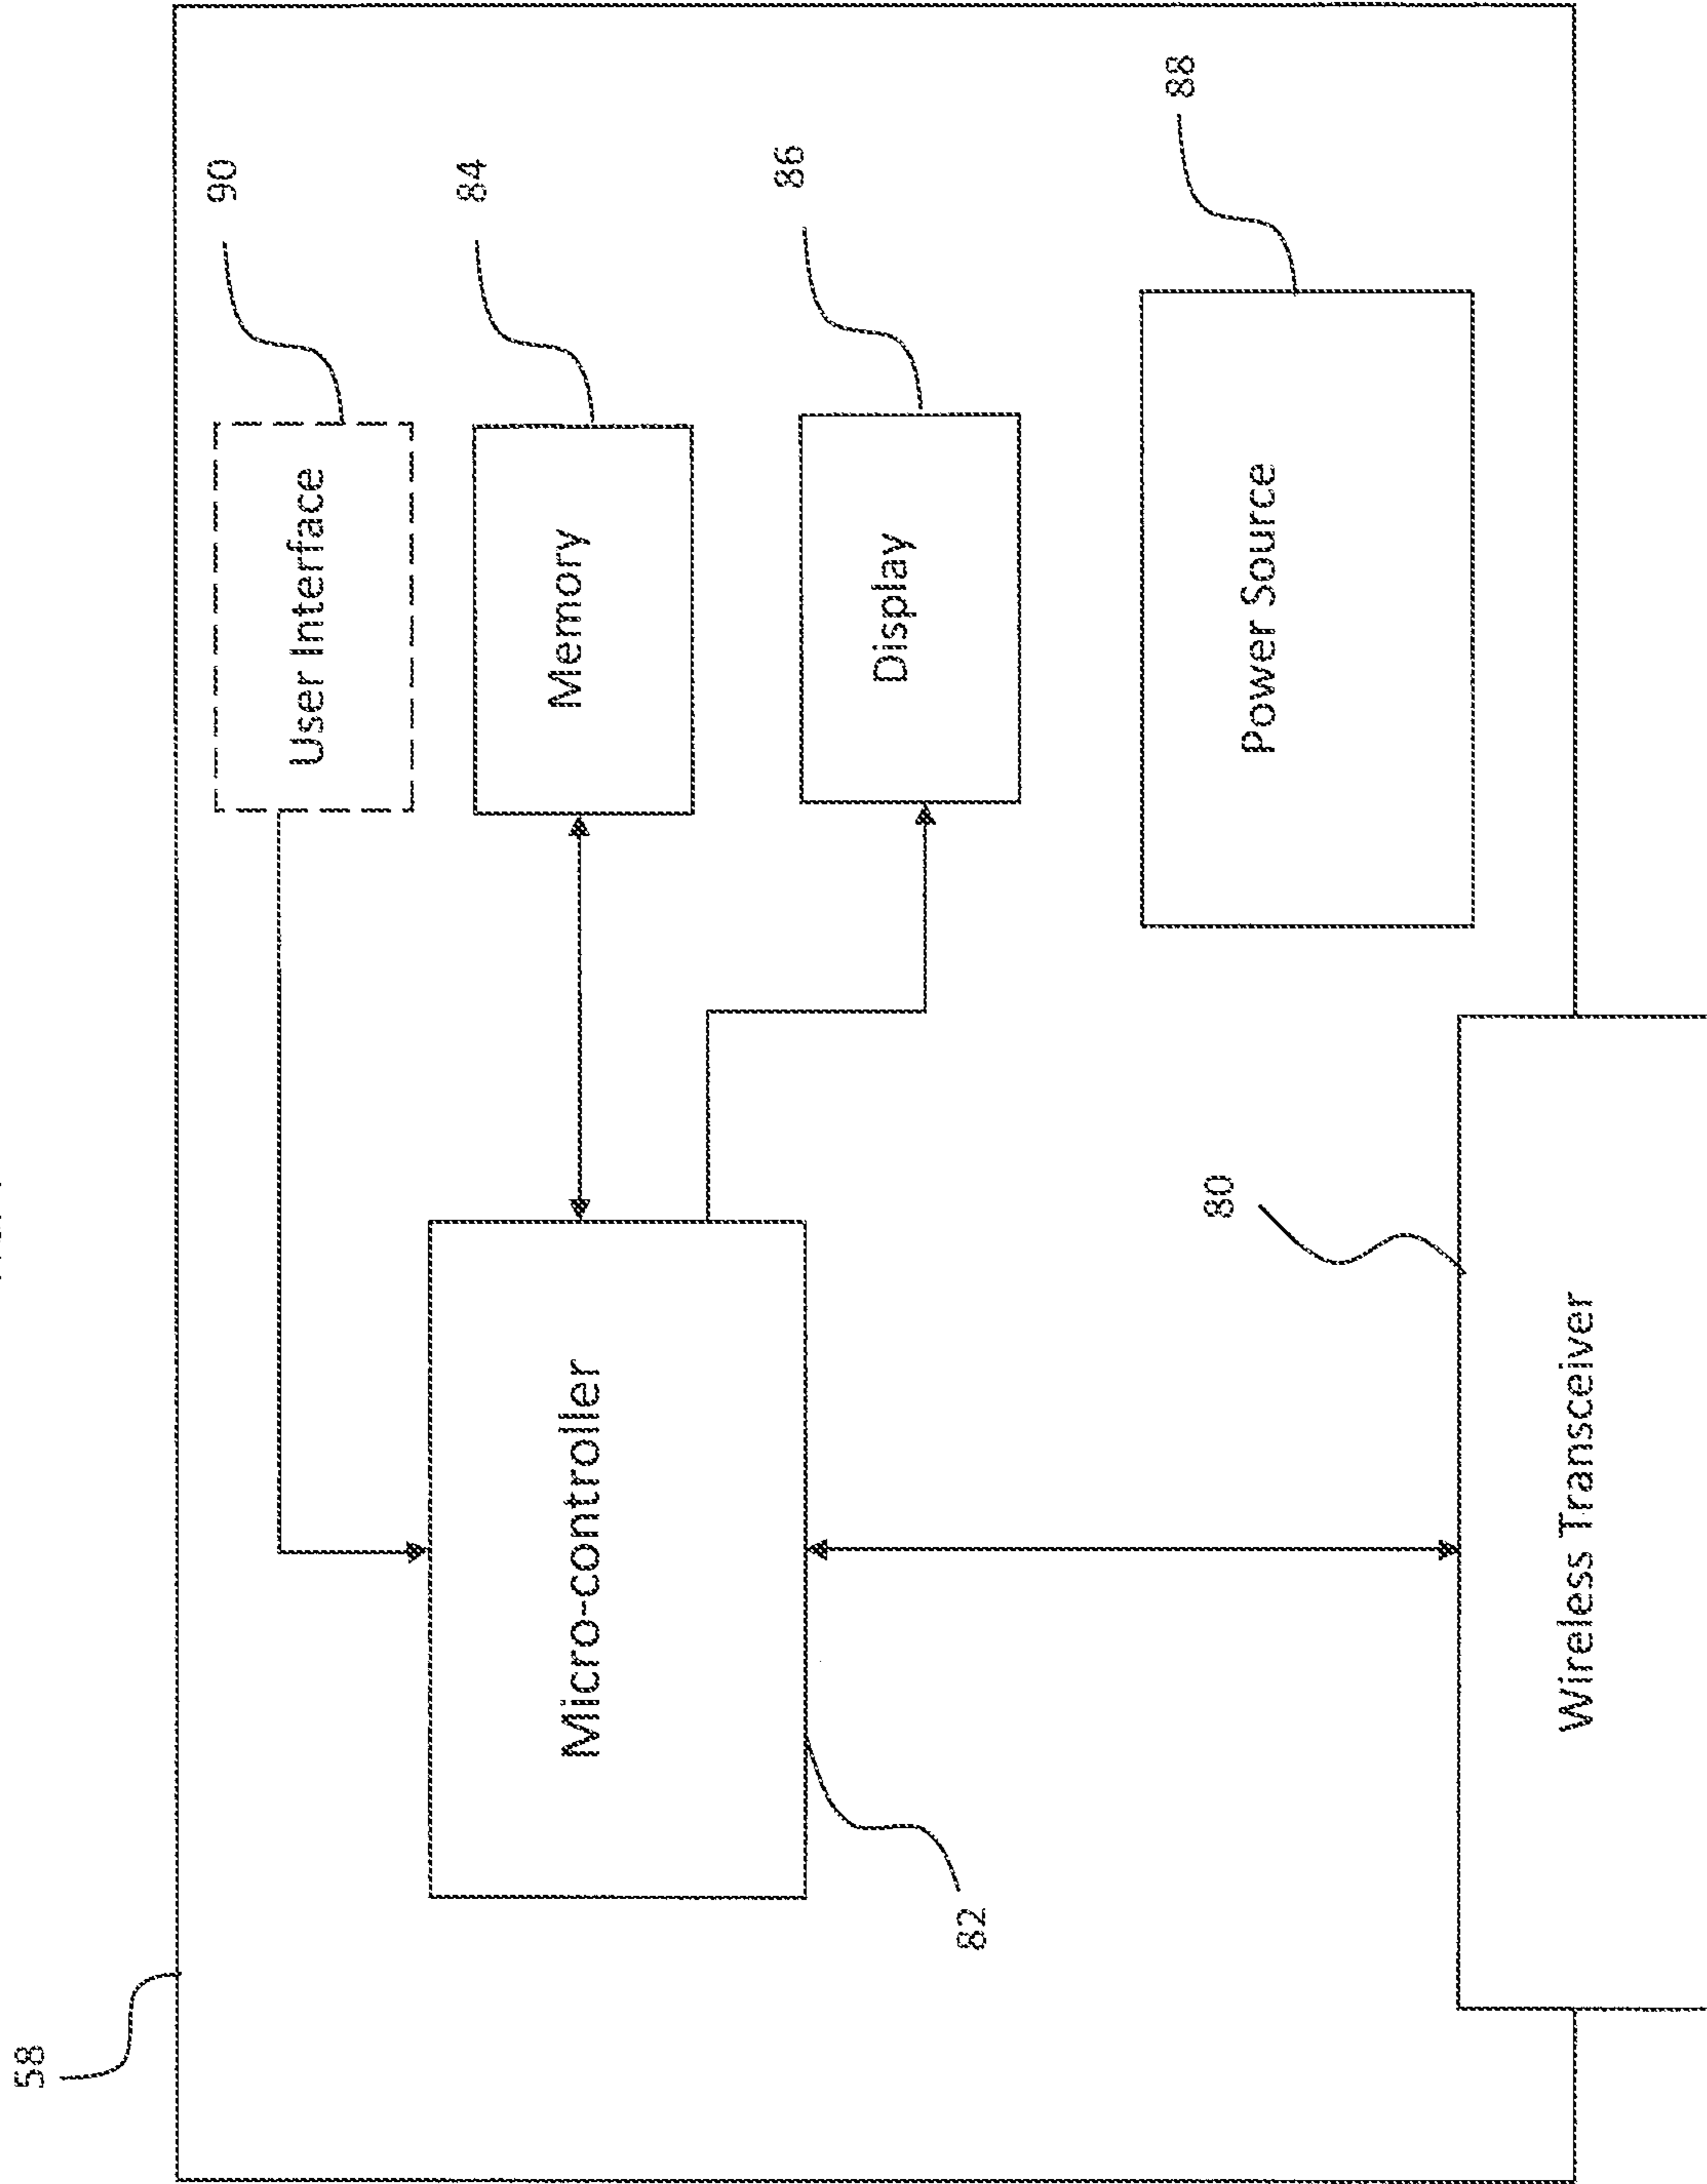 58
90
User Interface
84
Memory
86
Display
88
Power Source
Micro-controller
82
80
Wireless Transceiver